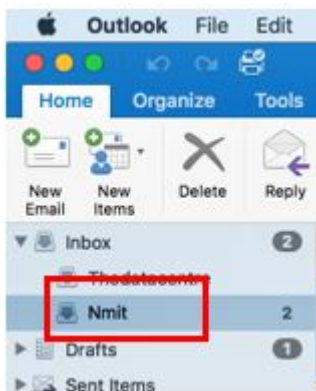 Outlook File Edit
Home Organize Tools
New Email New Items Delete Reply
Inbox 2
Thedatacentre
Nmit 2
Drafts 1
Sent Items